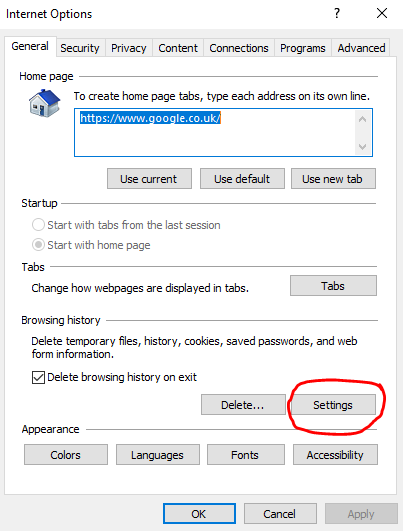 Internet Options
?
General Security Privacy Content Connections Programs Advanced
Home page
To create home page tabs, type each address on its own line.
https://www.google.co.uk/
Use current Use default Use new tab
Startup
Start with tabs from the last session
Start with home page
Tabs
Change how webpages are displayed in tabs. Tabs
Browsing history
Delete temporary files, history, cookies, saved passwords, and web
form information.
Delete browsing history on exit
Delete... Settings
Appearance
Colors Languages Fonts Accessibility
OK Cancel Apply